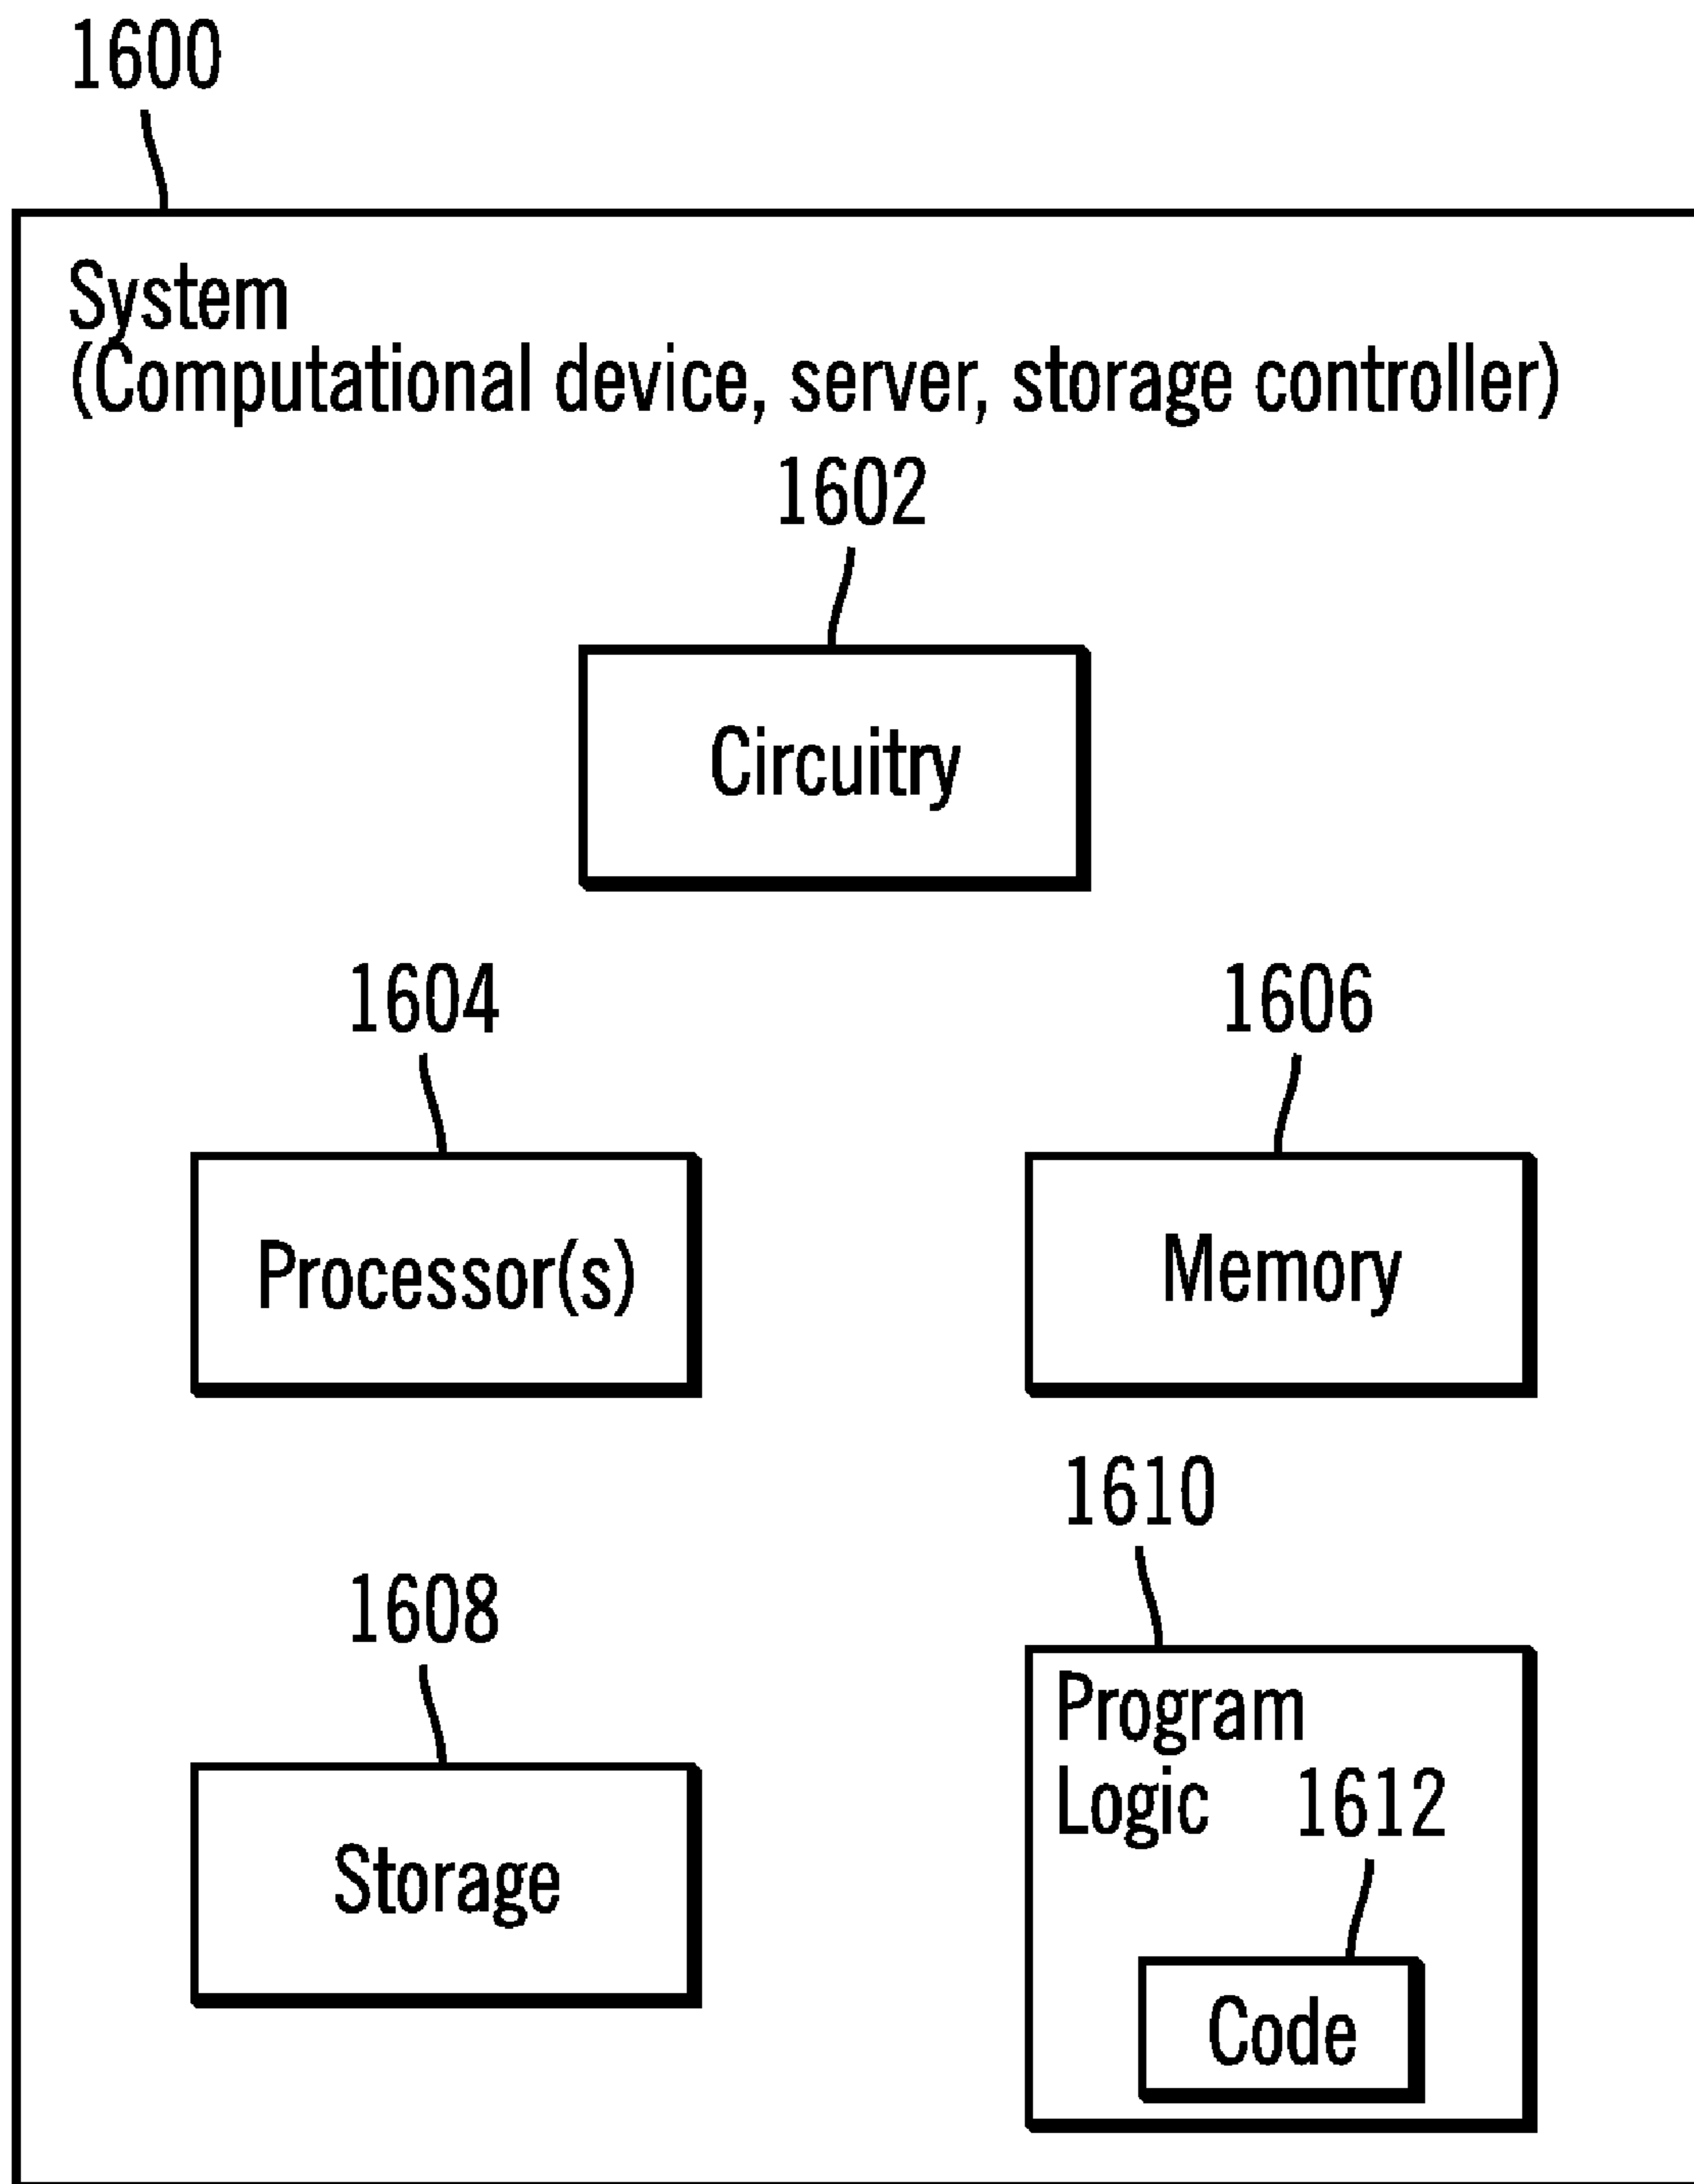 1600
System
(Computational device, server, storage controller)
1602
Circuitry
1604
1606
Processor(s)
Memory
1610
1608
Program
Logic 1612
Storage
Code